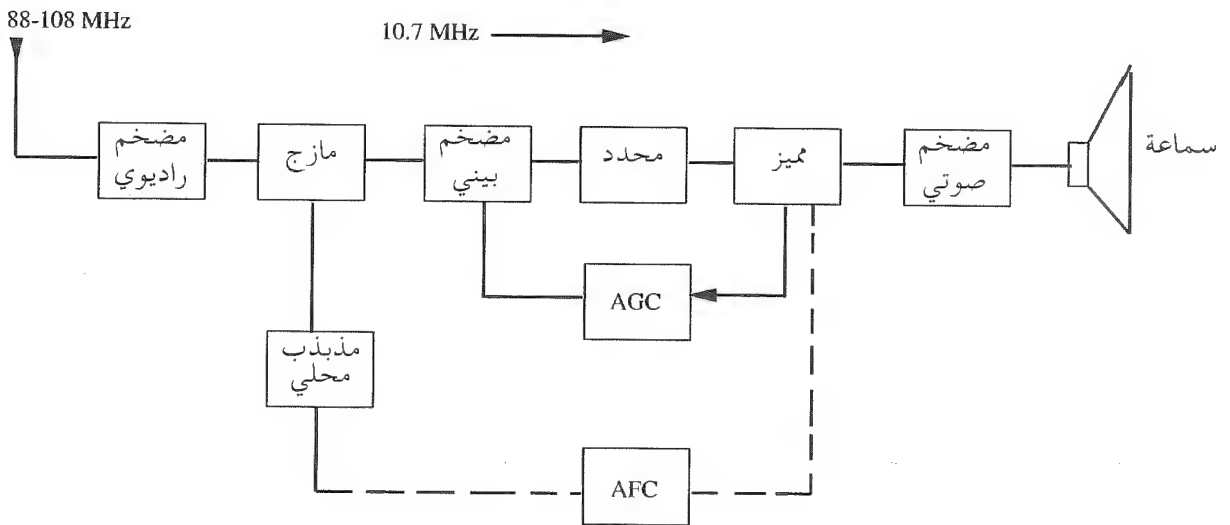 88-108 MHz
10.7 MHz
مضخم
راديوي
مازج
مضخم
بيني
محدد
مميز
مضخم
صوتي
سماعة
AGC
مذبذب
محلي
AFC